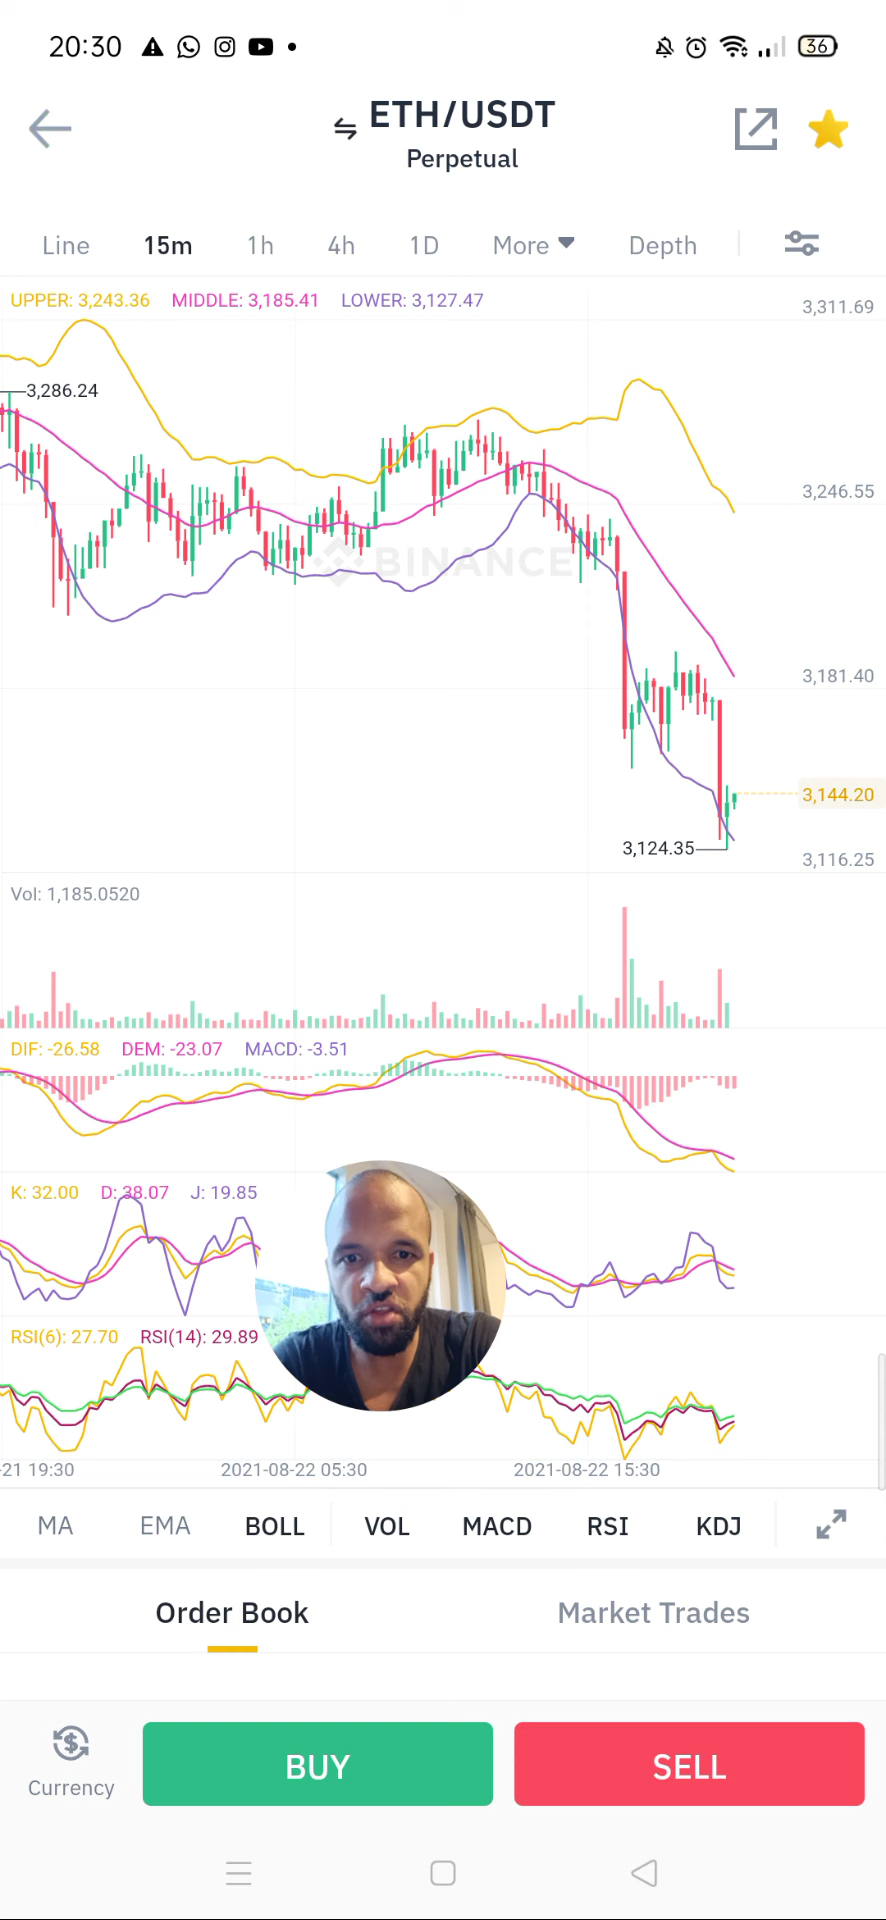 20:30
36
ETH/USDT
Perpetual
Line 15m 1h 4h 1D More Depth
UPPER: 3,243.36 MIDDLE: 3,185.41 LOWER: 3,127.47
3,311.69
3,286.24
3,246.55
BINANCE
3,181.40
3,144.20
3,124.35
3,116.25
Vol: 1,185.0520
DIF: -26.58 DEM: -23.07 MACD: -3.51
K: 32.00 D: 38.07 J: 19.85
RSI(6): 27.70 RSI(14): 29.89
-21 19:30 2021-08-22 05:30 2021-08-22 15:30
MA EMA BOLL VOL MACD RSI KDJ
Order Book Market Trades
Currency
BUY
SELL